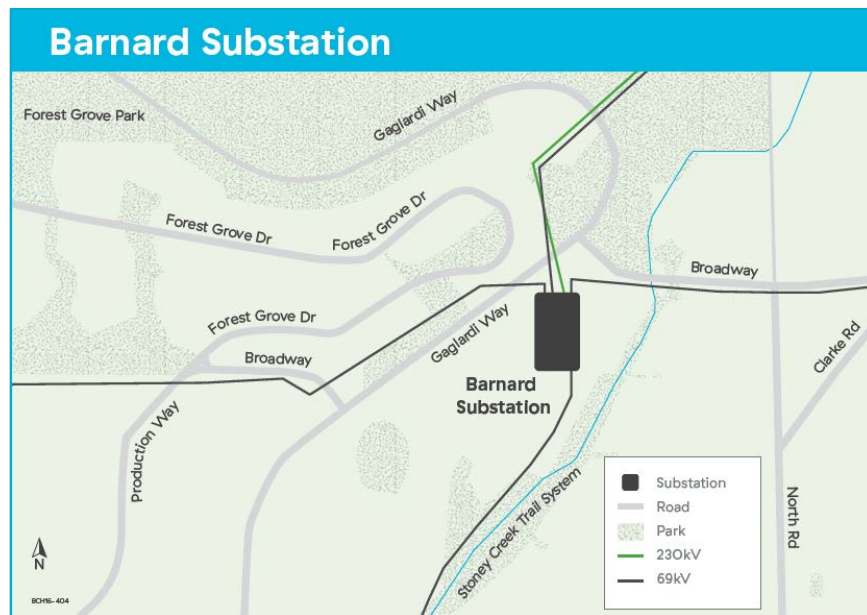 Barnard Substation
Forest Grove Park
Gaglardi Way
Forest Grove Dr
Forest Grove Dr
Broadway
Forest Grove Dr
Broadway
Gaglardi Way
Clarke Rd
Barnard
Substation
Production Way
Stoney Creek Trail System
North Rd
Substation
Road
Park
230kV
69kV
N
BCH16-404